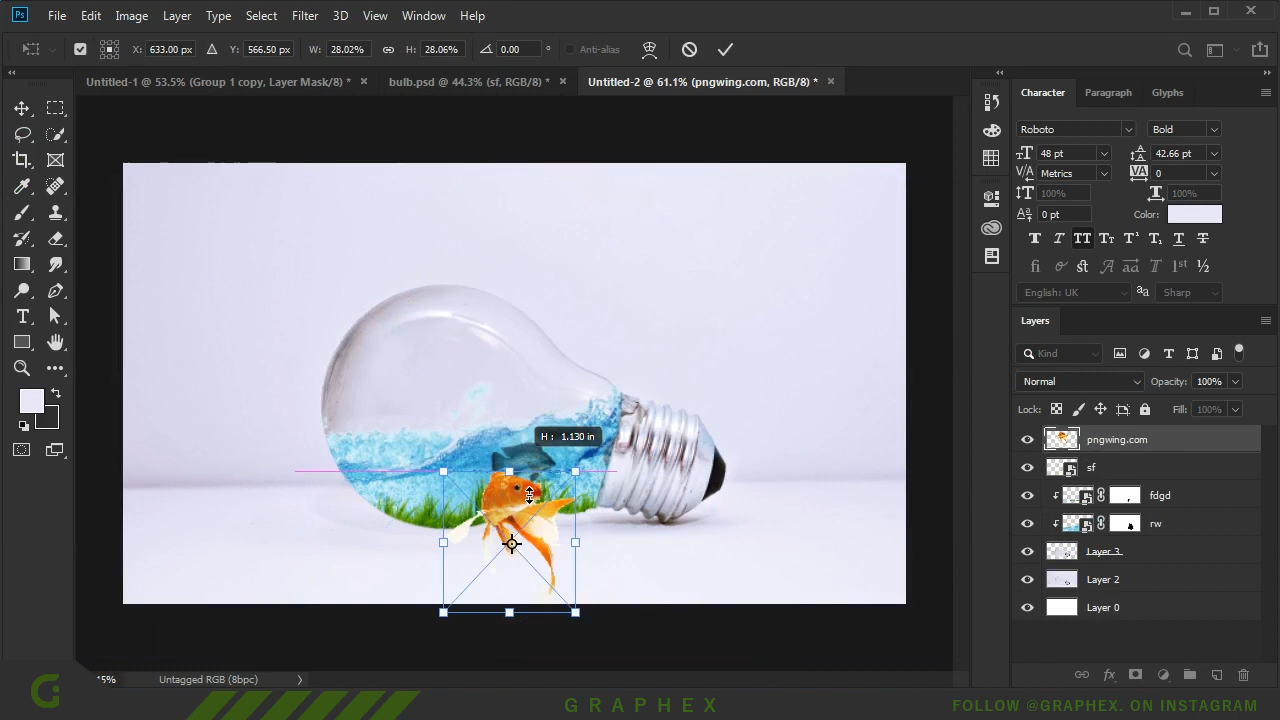 Ps File Edit Image Layer Type Select Filter 3D View Window Help
X: 633.00 px Y: 566.50 px W: 28.02% H: 28.06% 0.00 ° Anti-alias
Untitled-1 @ 53.5% (Group 1 copy, Layer Mask/8) * bulb.psd @ 44.3% (sf, RGB/8) * Untitled-2 @ 61.1% (pngwing.com, RGB/8) *
Character Paragraph Glyphs
Roboto Bold
48 pt 42.66 pt
Metrics 0
100% 100%
0 pt Color:
English: UK Sharp
Layers
Kind
Normal Opacity: 100%
Lock: Fill: 100%
pngwing.com
sf
fdgd
rw
Layer 3
Layer 2
Layer 0
H : 1.130 in
Untagged RGB (8bpc)
GRAPHEX
FOLLOW @GRAPHEX. ON INSTAGRAM